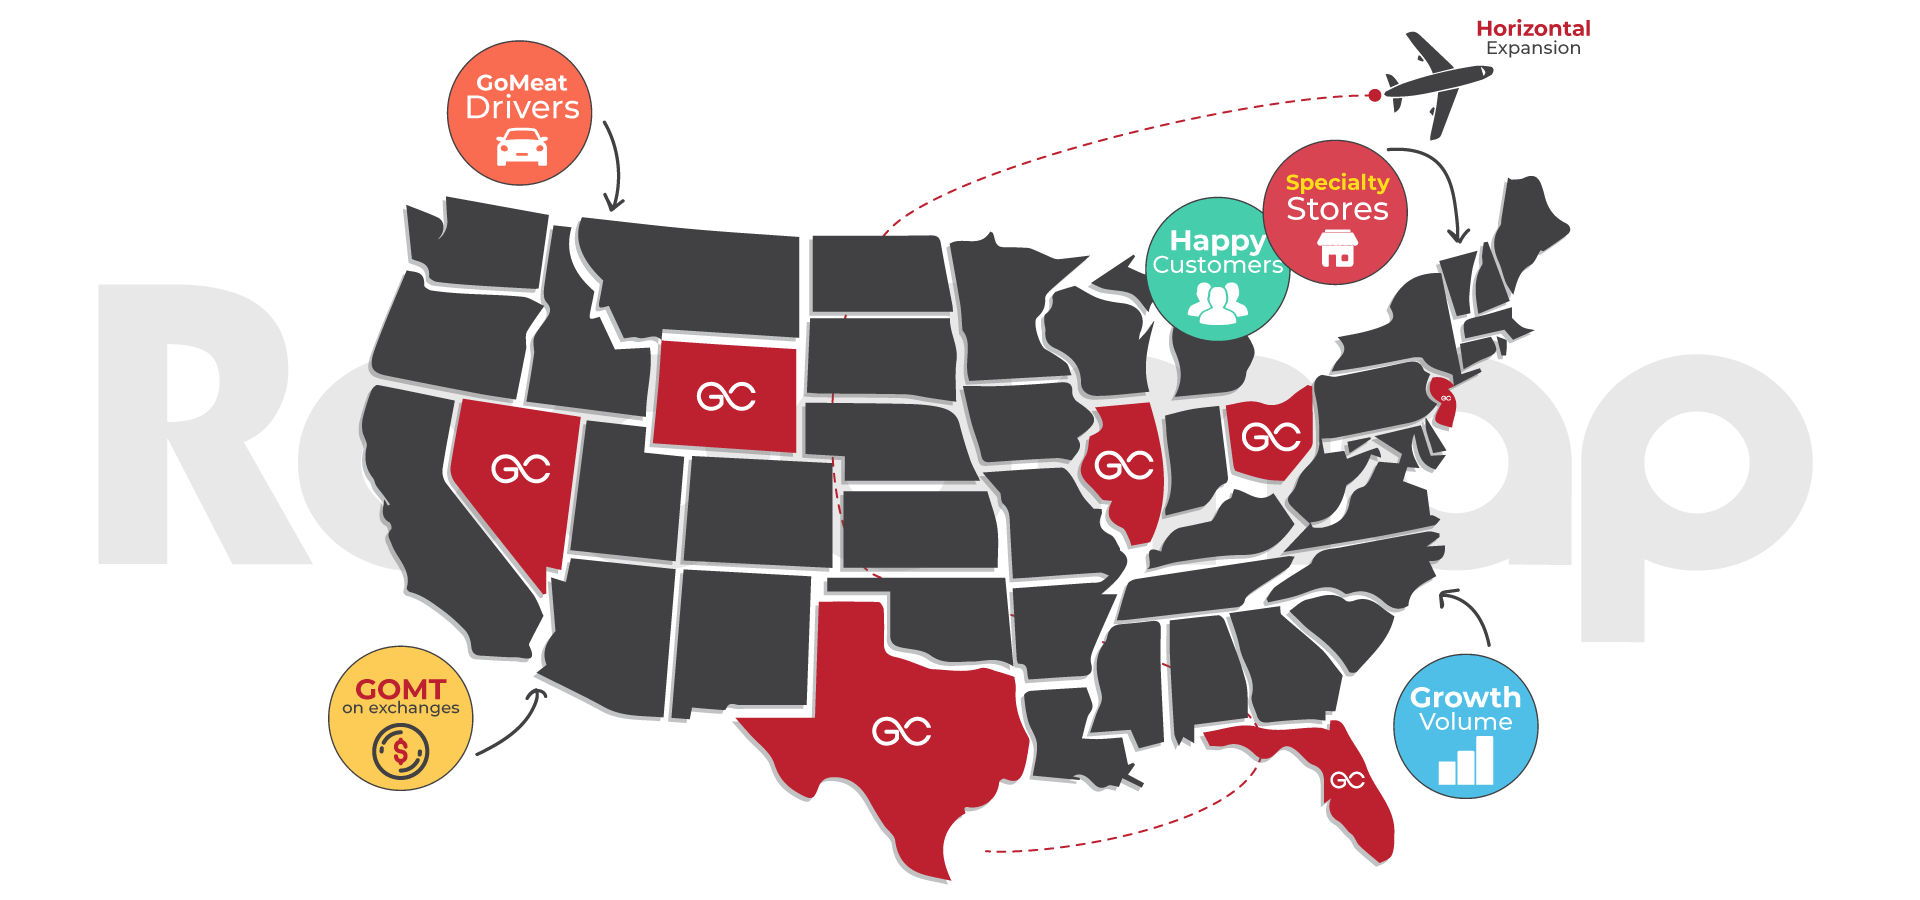 Horizontal
Expansion
GoMeat
Drivers
Specialty
Stores
Happy
Customers
GC
GC
GC
GC
GC
GC
GC
GOMT
on exchanges
$
Growth
Volume
Roadmap